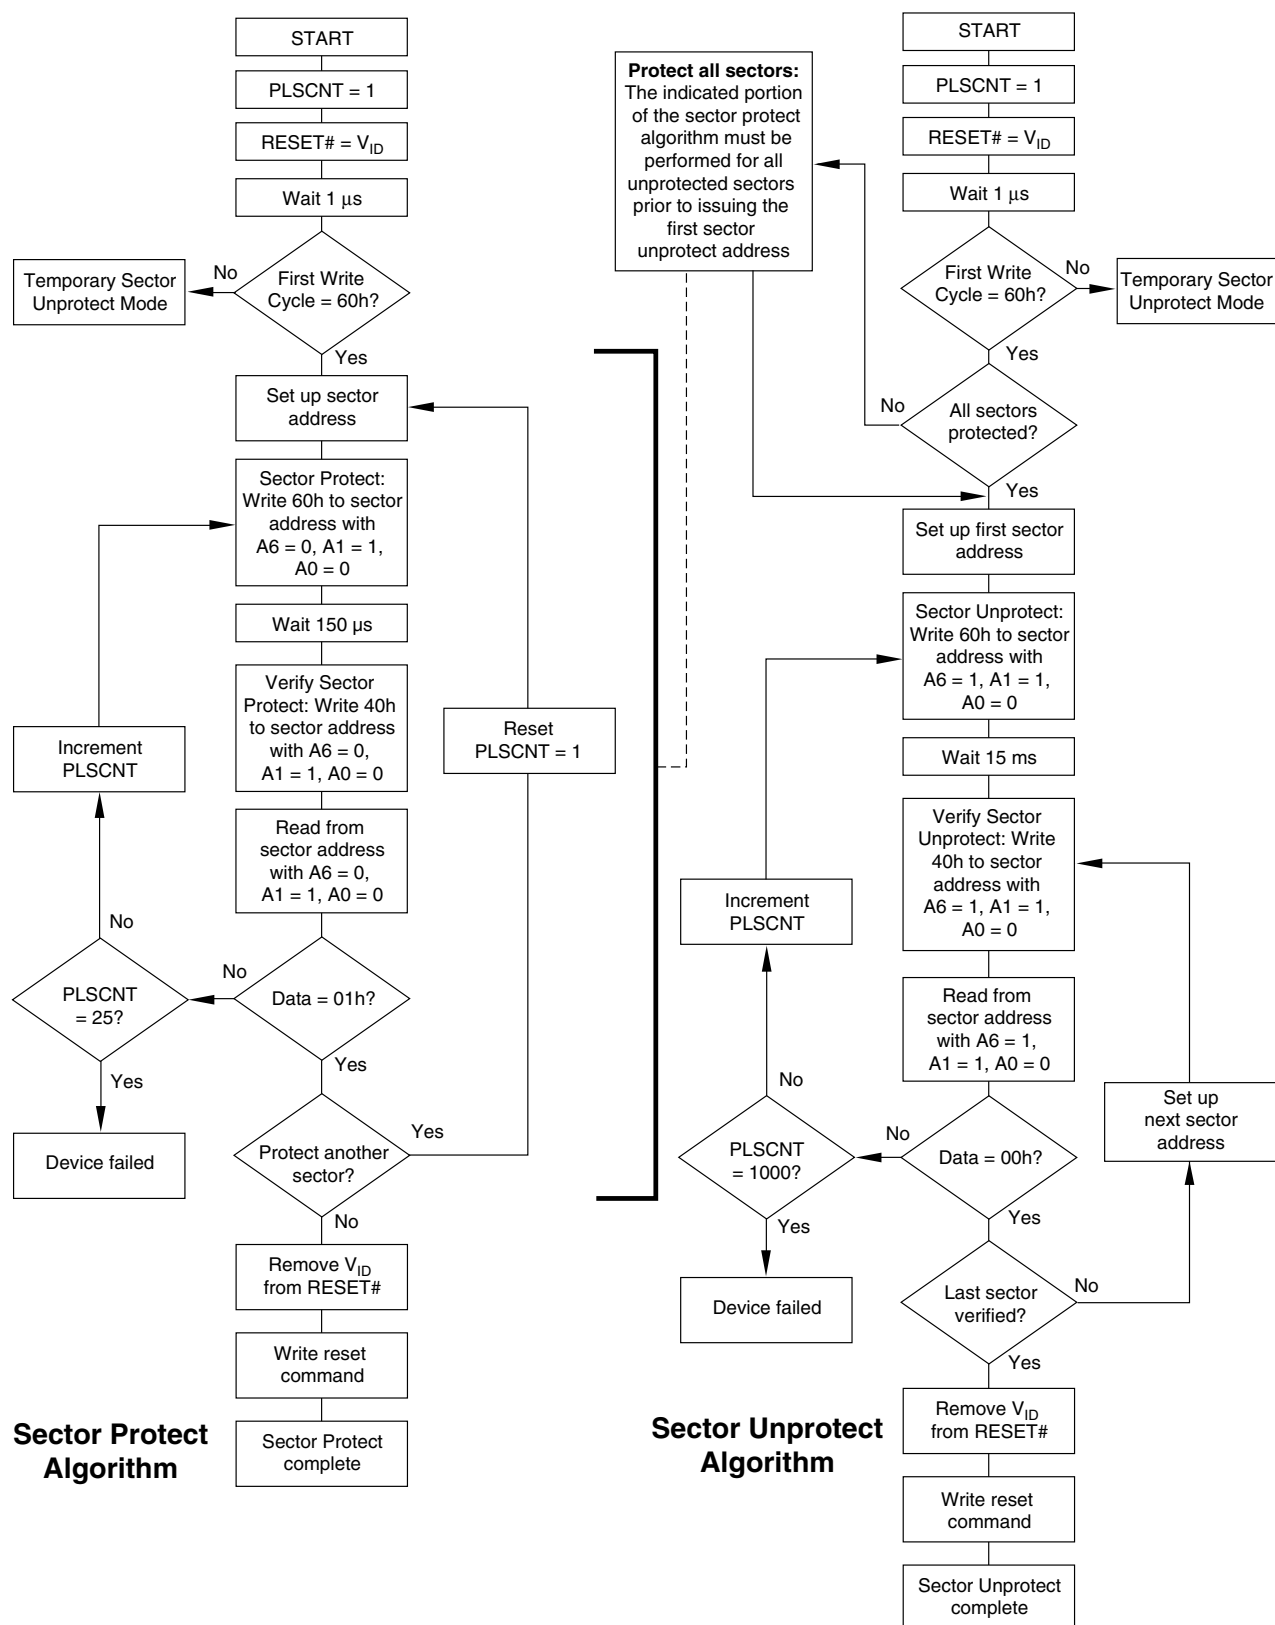 START
PLSCNT = 1
RESET# = VID
Wait 1 μs
First Write
Cycle = 60h?
No
Temporary Sector
Unprotect Mode
Yes
Set up sector
address
Sector Protect:
Write 60h to sector
address with
A6 = 0, A1 = 1,
A0 = 0
Wait 150 µs
Verify Sector
Protect: Write 40h
to sector address
with A6 = 0,
A1 = 1, A0 = 0
Reset
PLSCNT = 1
Increment
PLSCNT
Read from
sector address
with A6 = 0,
A1 = 1, A0 = 0
No
No
PLSCNT
= 25?
Data = 01h?
Yes
Yes
Device failed
Protect another
sector?
Yes
No
Remove VID
from RESET#
Write reset
command
Sector Protect
complete
Sector Protect
Algorithm
Protect all sectors:
The indicated portion
of the sector protect
algorithm must be
performed for all
unprotected sectors
prior to issuing the
first sector
unprotect address
START
PLSCNT = 1
RESET# = VID
Wait 1 μs
First Write
Cycle = 60h?
No
Temporary Sector
Unprotect Mode
Yes
No
All sectors
protected?
Yes
Set up first sector
address
Sector Unprotect:
Write 60h to sector
address with
A6 = 1, A1 = 1,
A0 = 0
Wait 15 ms
Verify Sector
Unprotect: Write
40h to sector
address with
A6 = 1, A1 = 1,
A0 = 0
Increment
PLSCNT
Read from
sector address
with A6 = 1,
A1 = 1, A0 = 0
No
Set up
next sector
address
No
PLSCNT
= 1000?
Data = 00h?
Yes
Yes
Device failed
Last sector
verified?
No
Yes
Remove VID
from RESET#
Write reset
command
Sector Unprotect
complete
Sector Unprotect
Algorithm